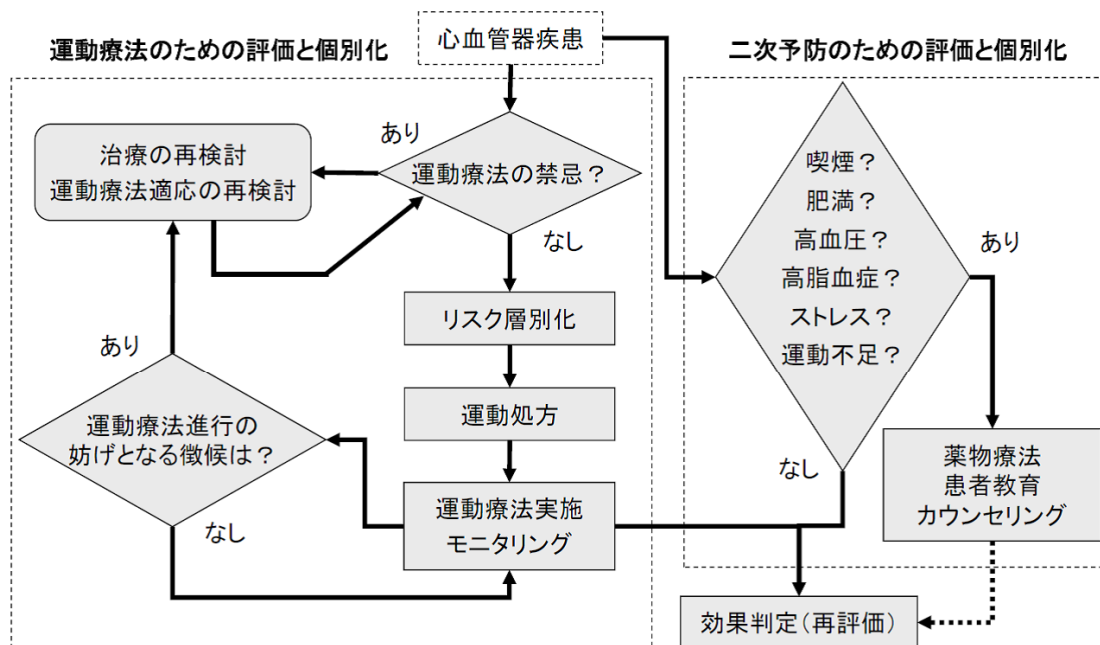 運動療法のための評価と個別化
心血管器疾患
二次予防のための評価と個別化
あり
治療の再検討
運動療法適応の再検討
運動療法の禁忌？
なし
リスク層別化
運動処方
運動療法実施
モニタリング
あり
運動療法進行の
妨げとなる徴候は？
なし
喫煙？
肥満？
高血圧？
高脂血症？
ストレス？
運動不足？
あり
なし
薬物療法
患者教育
カウンセリング
効果判定（再評価）